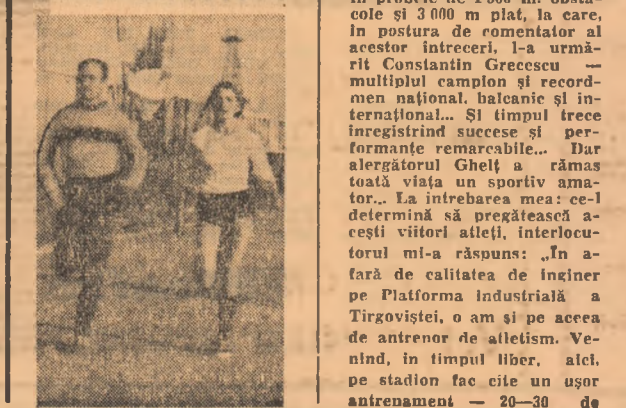 în probele de 1 500 m. obsta-
cole și 3 000 m plat, la care,
în postura de comentator al
acestor întreceri, l-a urmă-
rit Constantin Grecescu —
multiplul campion și record-
men național, balcanic și in-
ternațional... Și timpul trece
înregistrînd succese și per-
formanțe remarcabile... Dar
alergătorul Ghelț a rămas
toată viața un sportiv ama-
tor... La întrebarea mea: ce-l
determină să pregătească a-
cești viitori atleți, interlocu-
torul mi-a răspuns: „În a-
fară de calitatea de inginer
pe Platforma Industrială a
Tîrgoviștei, o am și pe aceea
de antrenor de atletism. Ve-
nind, în timpul liber, aici,
pe stadion fac cîte un ușor
antrenament — 20—30 de